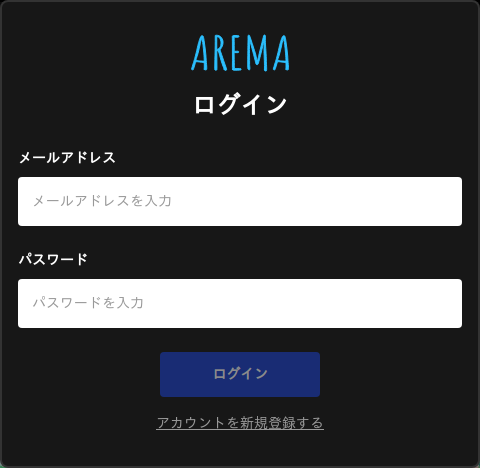 AREMA
ログイン
メールアドレス
メールアドレスを入力
パスワード
パスワードを入力
ログイン
アカウントを新規登録する